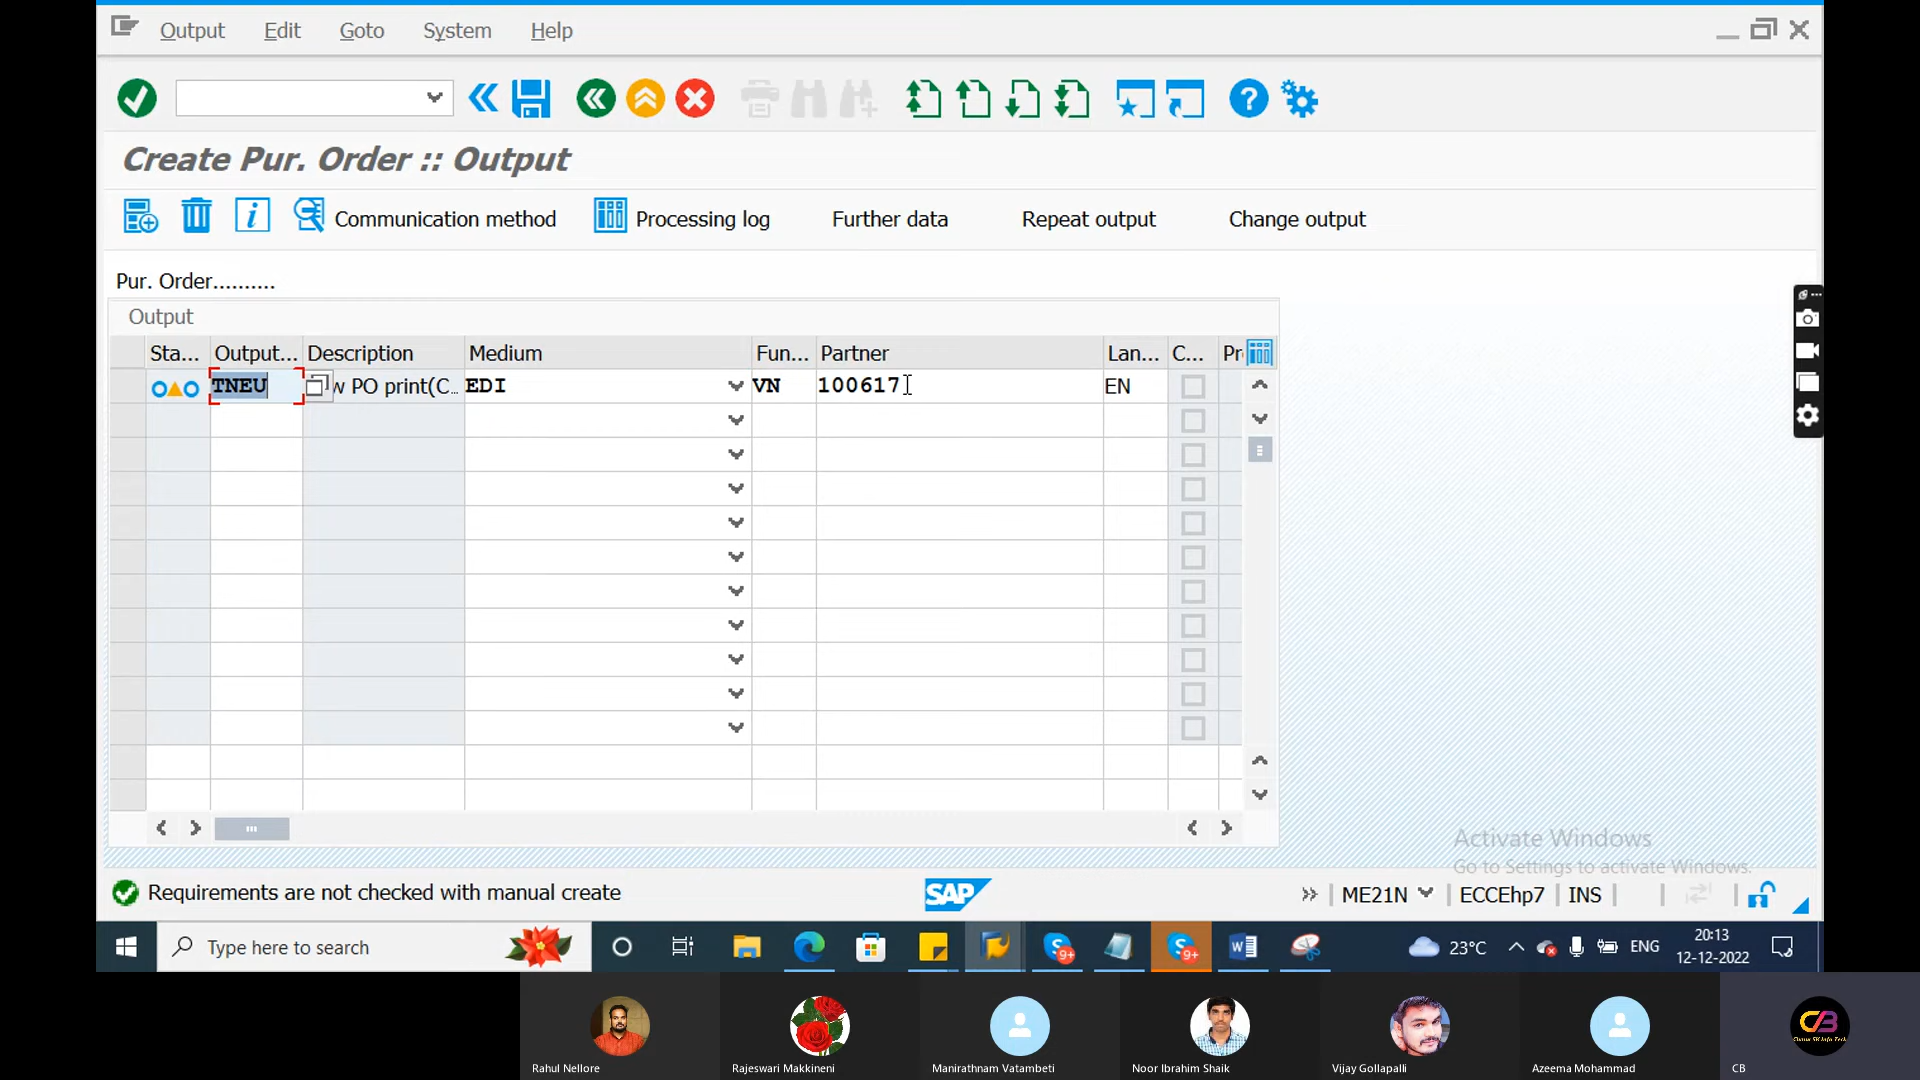 Output Edit Goto System Help
Create Pur. Order :: Output
Communication method Processing log Further data Repeat output Change output
Pur. Order..........
Output
Sta... Output... Description Medium Fun... Partner Lan... C... Pr
TNEU w PO print(C... EDI VN 100617 EN
Activate Windows
Go to Settings to activate Windows.
Requirements are not checked with manual create SAP ME21N ECCEhp7 INS
Type here to search 9+ 9+ 23°C ENG 20:13
12-12-2022
CB
Rahul Nellore Rajeswari Makkineni Manirathnam Vatambeti Noor Ibrahim Shaik Vijay Gollapalli Azeema Mohammad CB